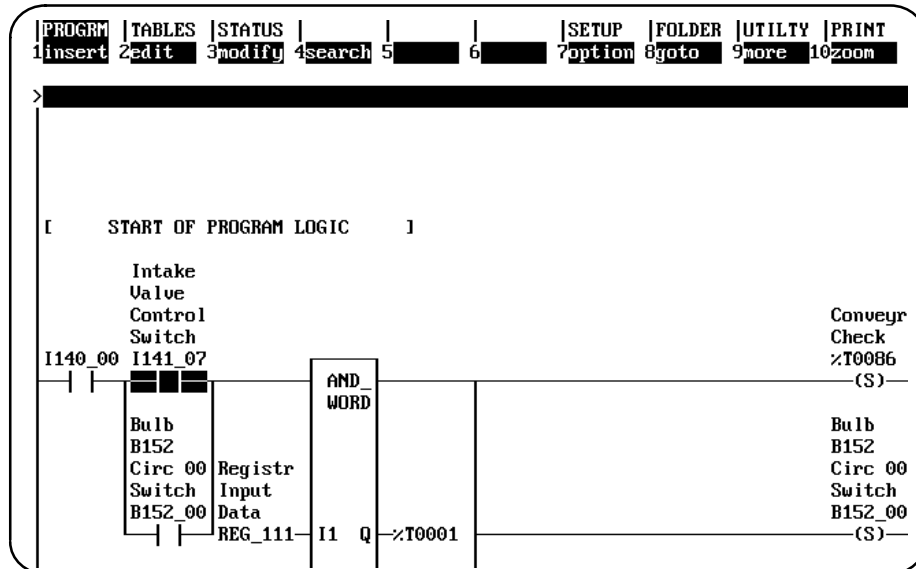 |PROGRM |TABLES |STATUS | | | |SETUP |FOLDER |UTILTY |PRINT
1insert 2edit 3modify 4search 5 6 7option 8goto 9more 10zoom
>
[ START OF PROGRAM LOGIC ]
Intake
Valve
Control Conveyr
Switch Check
I140_00 I141_07 %T0086
AND_ (S)
WORD
Bulb Bulb
B152 B152
Circ 00 Registr Circ 00
Switch Input Switch
B152_00 Data B152_00
REG_111 I1 Q %T0001 (S)